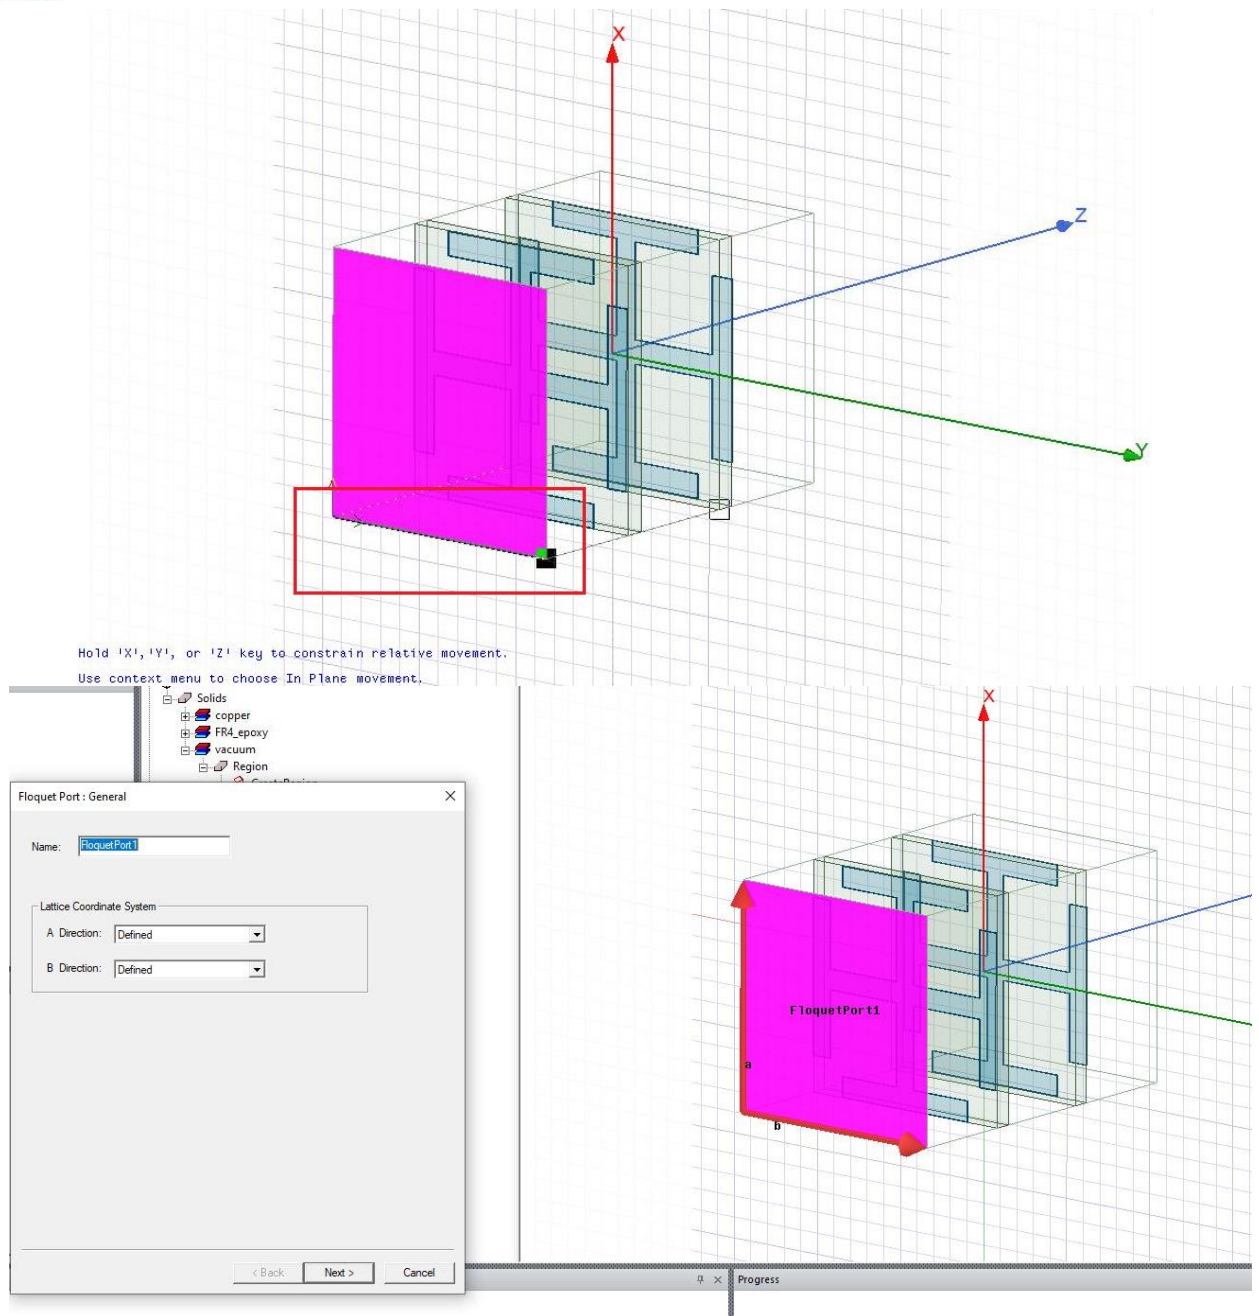 X
Z
Y
Hold 'X','Y', or 'Z' key to constrain relative movement.
Use context menu to choose In Plane movement.
Solids
copper
FR4_epoxy
vacuum
Region
Floquet Port : General
Name: FloquetPort1
Lattice Coordinate System
A Direction: Defined
B Direction: Defined
< Back Next > Cancel
X
FloquetPort1
a
b
Progress